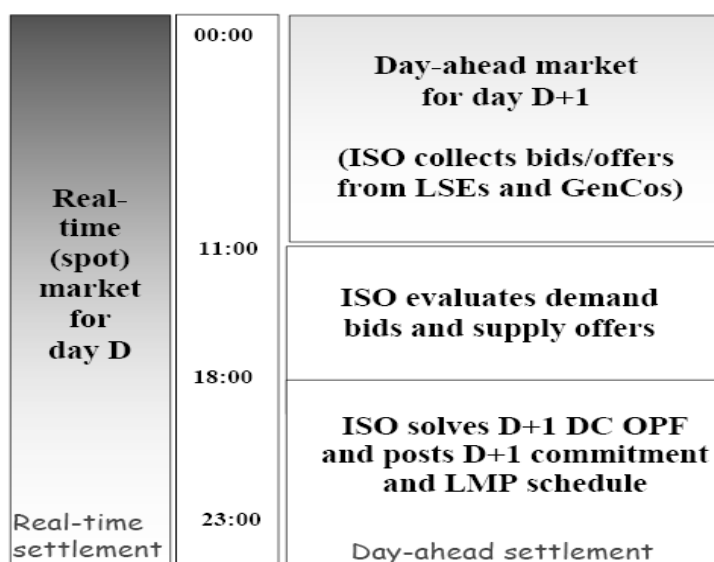 Real-
time
(spot)
market
for
day D
Real-time
settlement
00:00
11:00
18:00
23:00
Day-ahead market
for day D+1
(ISO collects bids/offers
from LSEs and GenCos)
ISO evaluates demand
bids and supply offers
ISO solves D+1 DC OPF
and posts D+1 commitment
and LMP schedule
Day-ahead settlement